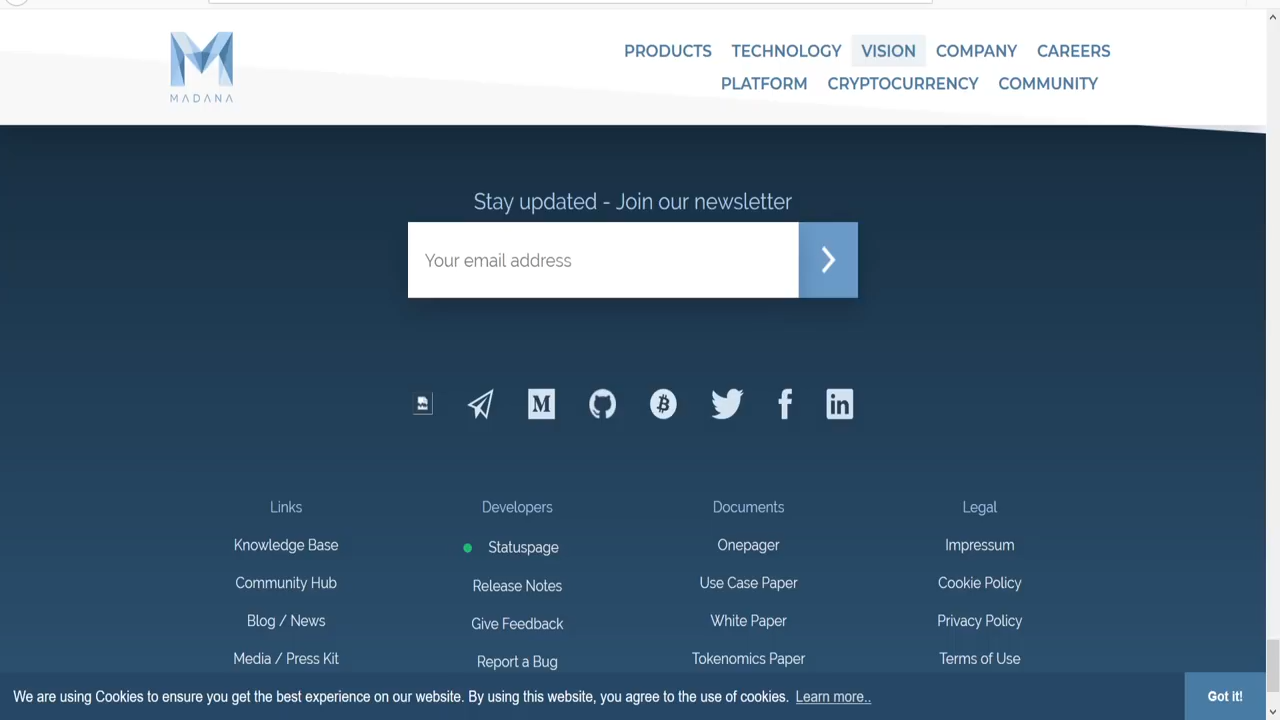 MADANA
PRODUCTS TECHNOLOGY VISION COMPANY CAREERS
PLATFORM CRYPTOCURRENCY COMMUNITY
Stay updated - Join our newsletter
Your email address
Links
Knowledge Base
Community Hub
Blog / News
Media / Press Kit
Developers
Statuspage
Release Notes
Give Feedback
Report a Bug
Documents
Onepager
Use Case Paper
White Paper
Tokenomics Paper
Legal
Impressum
Cookie Policy
Privacy Policy
Terms of Use
We are using Cookies to ensure you get the best experience on our website. By using this website, you agree to the use of cookies. Learn more..
Got it!